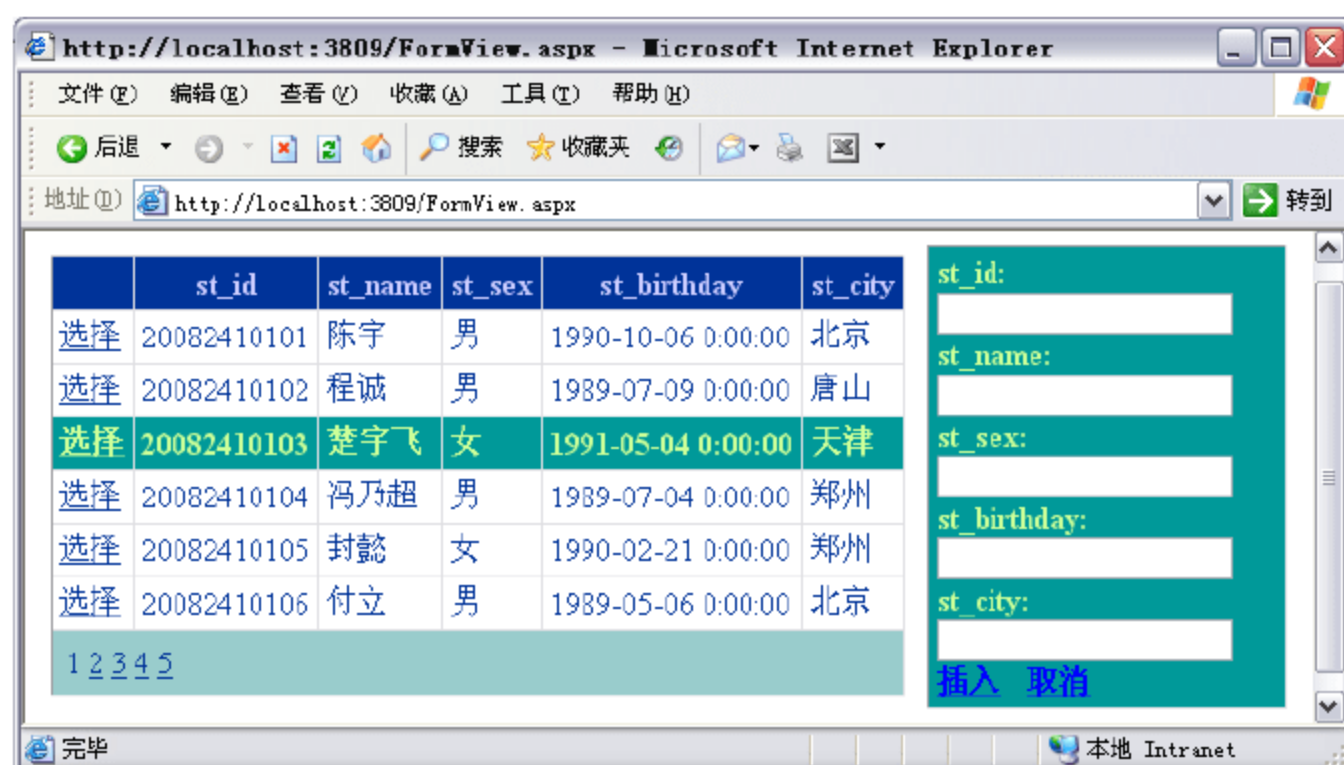 http://localhost:3809/FormView.aspx - Microsoft Internet Explorer
文件(F) 编辑(E) 查看(V) 收藏(A) 工具(T) 帮助(H)
后退 搜索 收藏夹
地址(D) http://localhost:3809/FormView.aspx 转到
st_id st_name st_sex st_birthday st_city
选择 20082410101 陈宇 男 1990-10-06 0:00:00 北京
选择 20082410102 程诚 男 1989-07-09 0:00:00 唐山
选择 20082410103 楚宇飞 女 1991-05-04 0:00:00 天津
选择 20082410104 冯乃超 男 1989-07-04 0:00:00 郑州
选择 20082410105 封懿 女 1990-02-21 0:00:00 郑州
选择 20082410106 付立 男 1989-05-06 0:00:00 北京
1 2 3 4 5
st_id:
st_name:
st_sex:
st_birthday:
st_city:
插入 取消
完毕 本地 Intranet